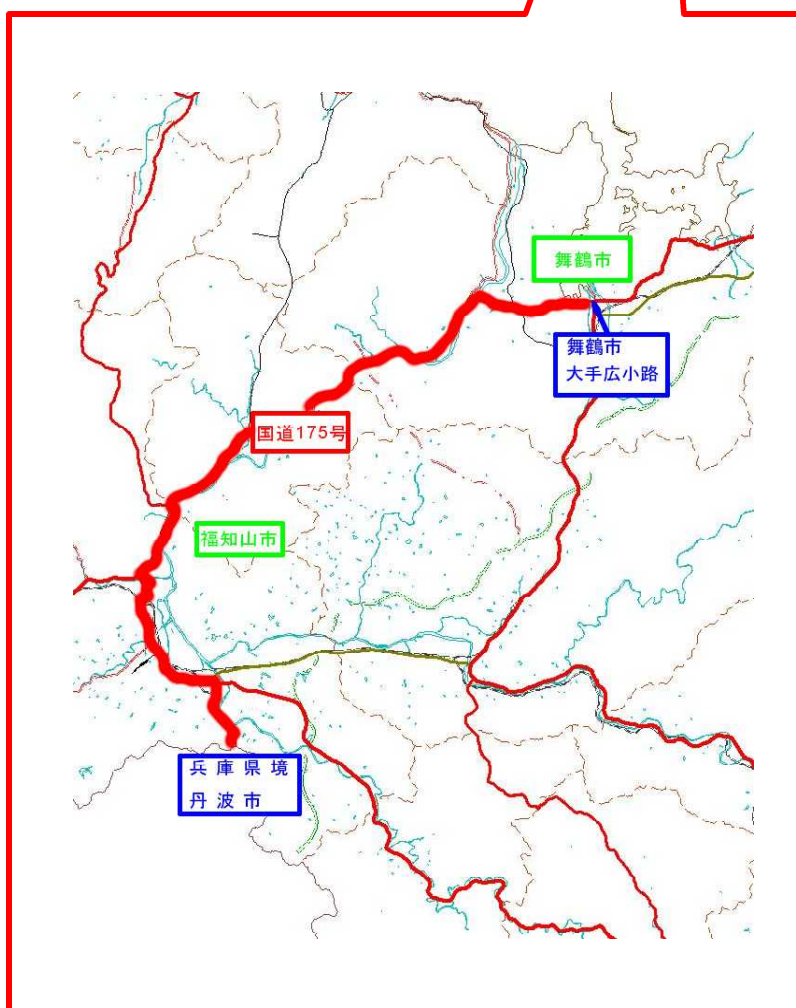 舞鶴市
舞鶴市
大手広小路
国道175号
福知山市
兵庫県境
丹波市